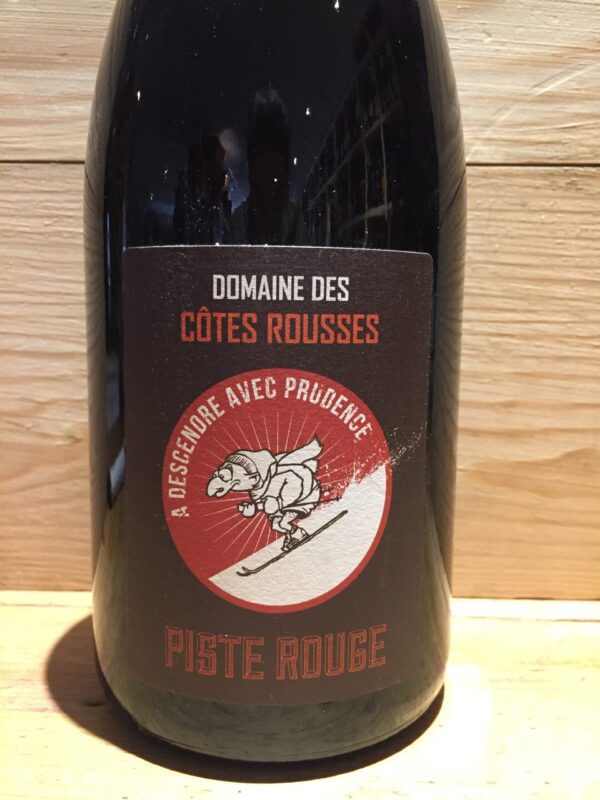 DOMAINE DES
CÔTES ROUSSES
A DESCENDRE AVEC PRUDENCE
PISTE ROUGE